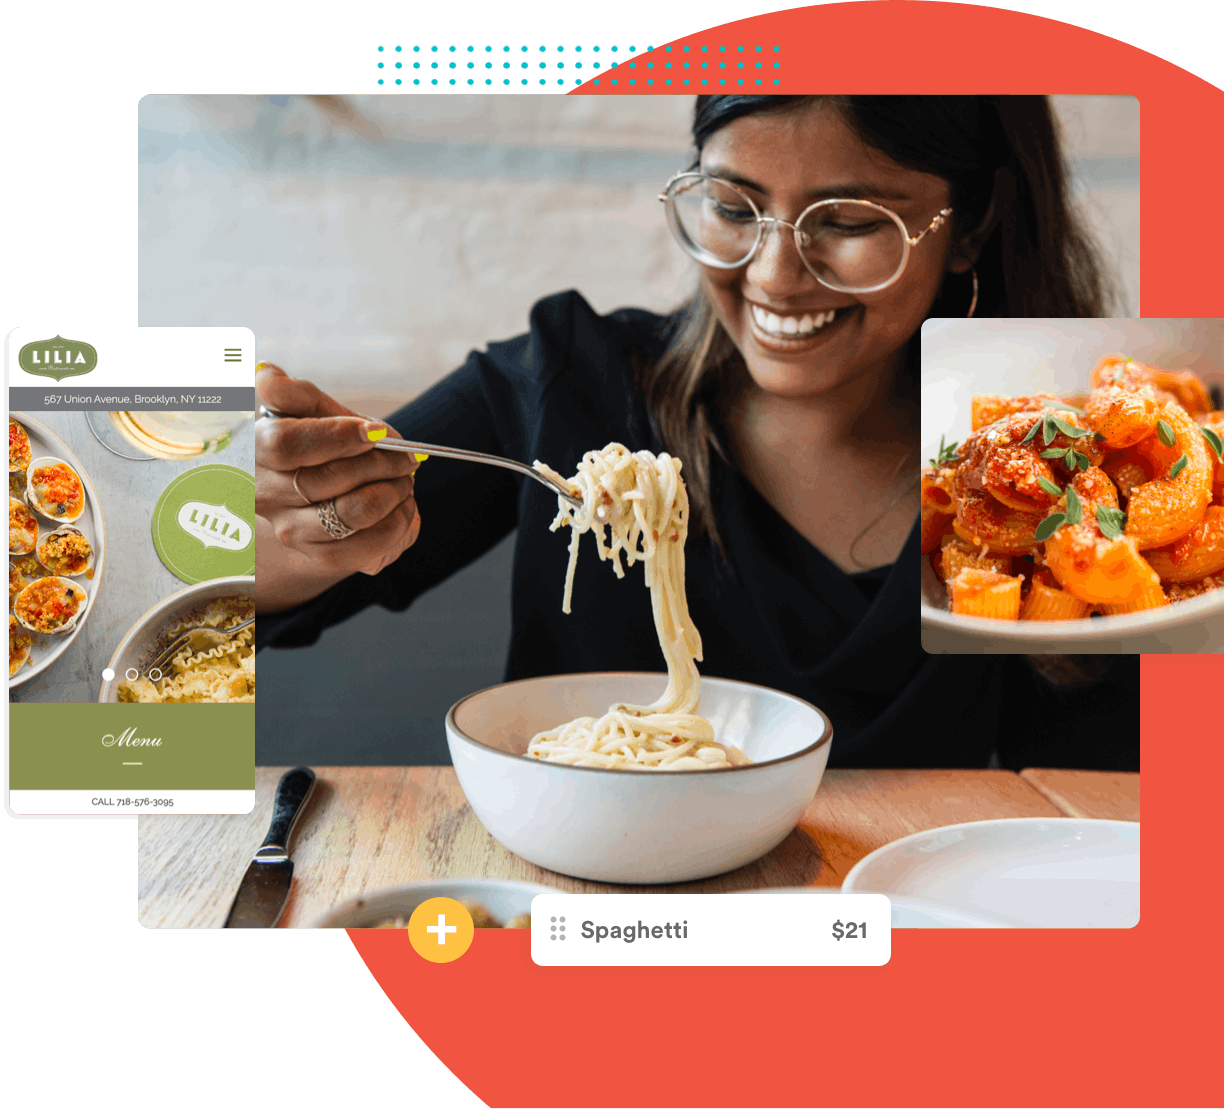 LILIA
567 Union Avenue, Brooklyn, NY 11222
LILIA
Menu
CALL 718-576-3095
Spaghetti
$21